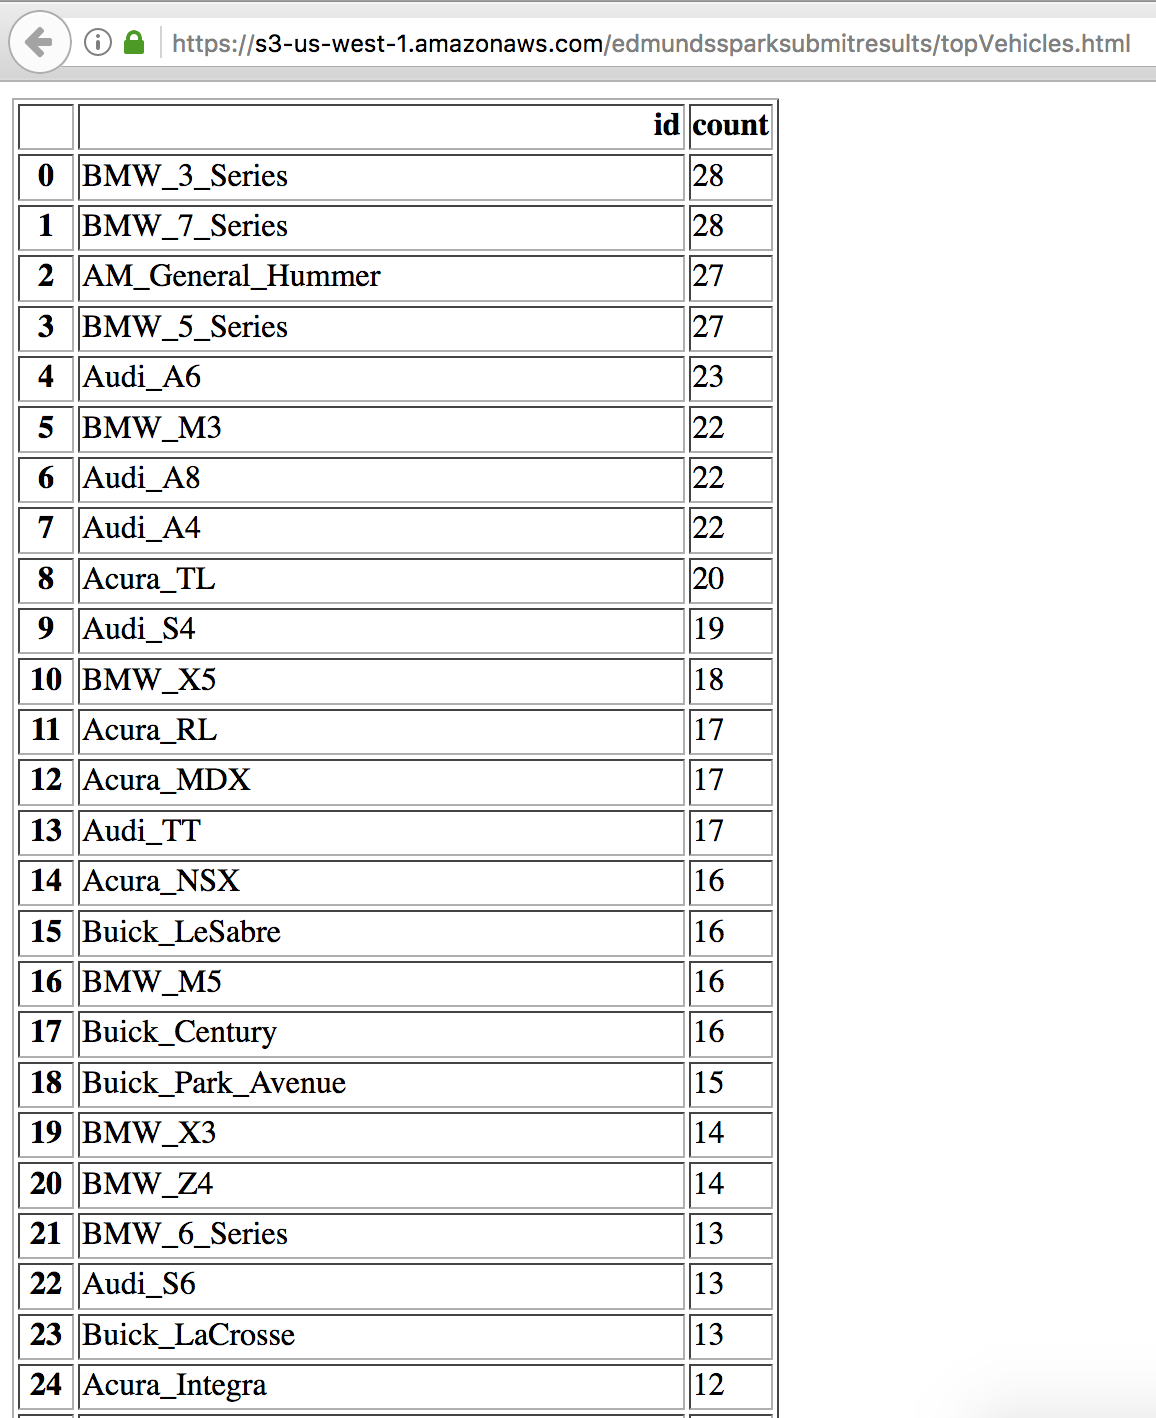 https://s3-us-west-1.amazonaws.com/edmundssparksubmitresults/topVehicles.html
id count
0 BMW_3_Series 28
1 BMW_7_Series 28
2 AM_General_Hummer 27
3 BMW_5_Series 27
4 Audi_A6 23
5 BMW_M3 22
6 Audi_A8 22
7 Audi_A4 22
8 Acura_TL 20
9 Audi_S4 19
10 BMW_X5 18
11 Acura_RL 17
12 Acura_MDX 17
13 Audi_TT 17
14 Acura_NSX 16
15 Buick_LeSabre 16
16 BMW_M5 16
17 Buick_Century 16
18 Buick_Park_Avenue 15
19 BMW_X3 14
20 BMW_Z4 14
21 BMW_6_Series 13
22 Audi_S6 13
23 Buick_LaCrosse 13
24 Acura_Integra 12